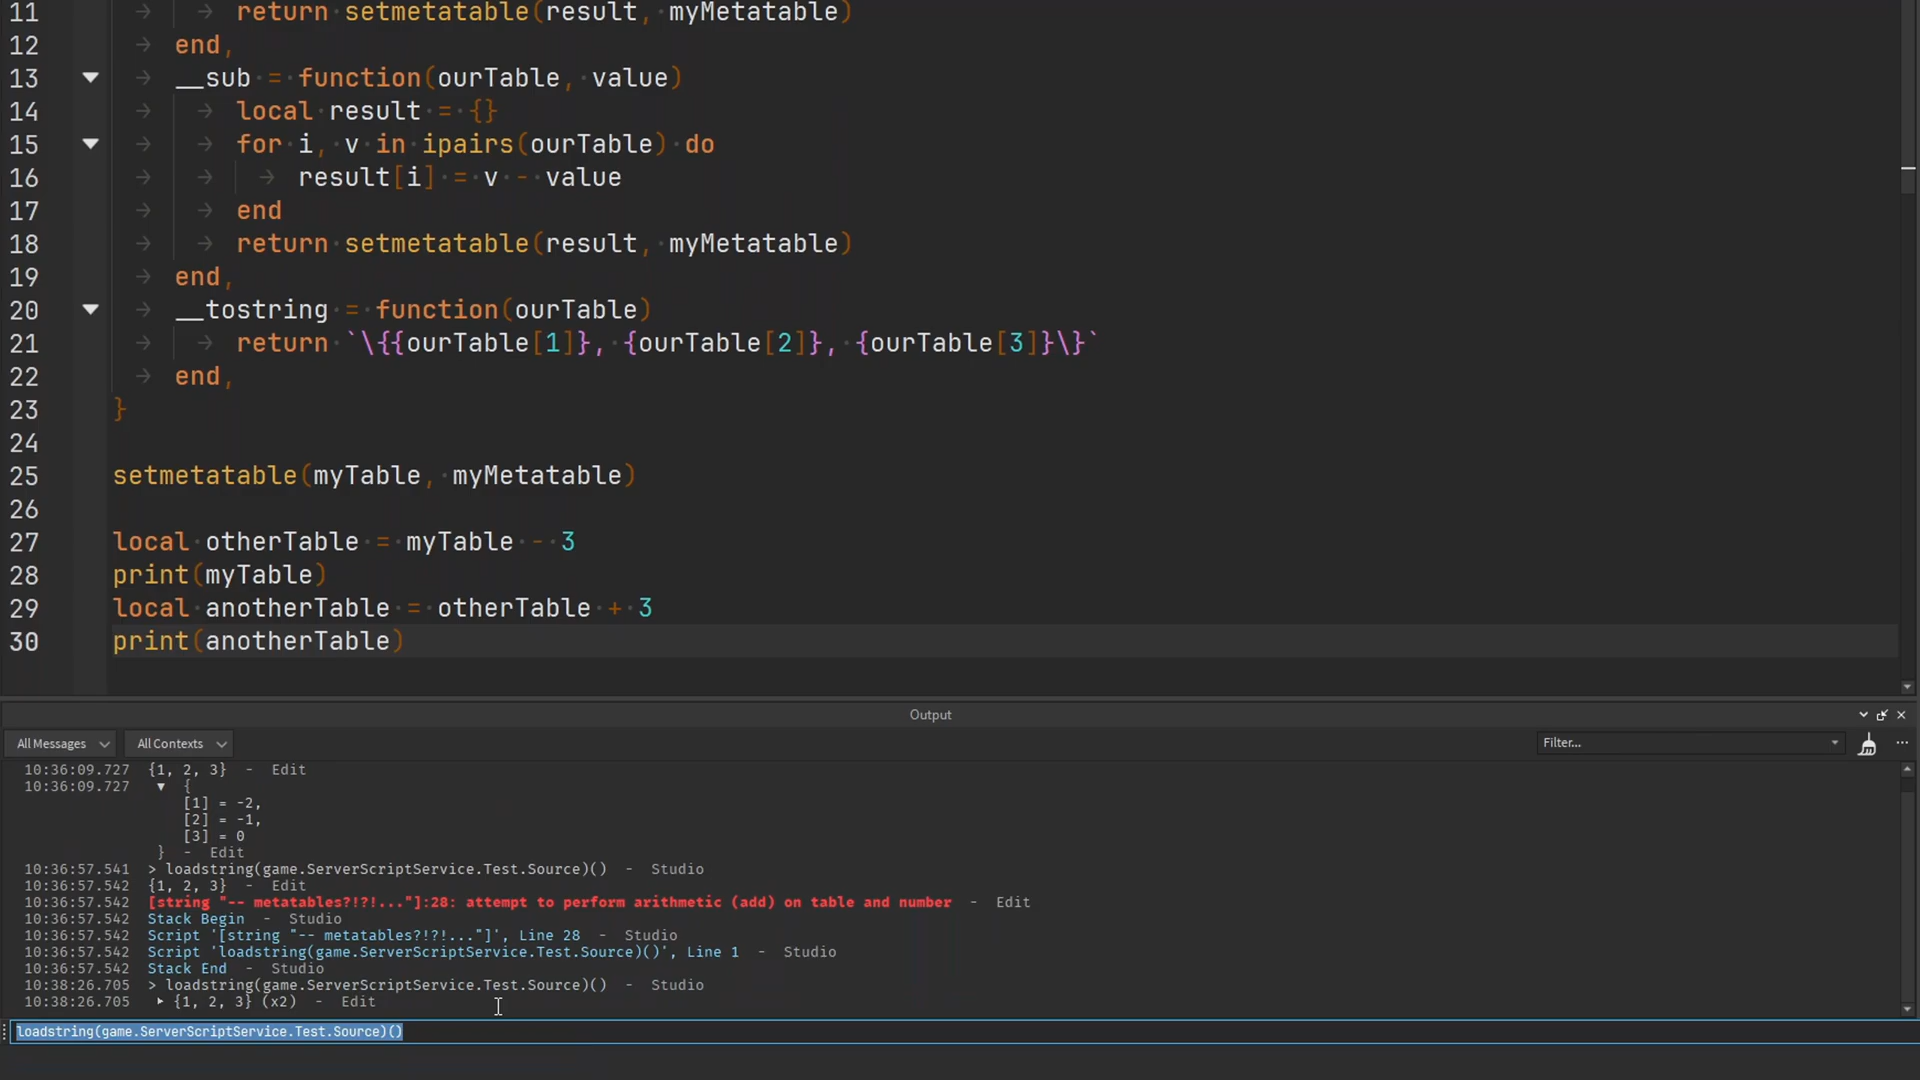 11 return setmetatable(result, myMetatable)
12 end,
13 __sub = function(ourTable, value)
14 local result = {}
15 for i, v in ipairs(ourTable) do
16 result[i] = v - value
17 end
18 return setmetatable(result, myMetatable)
19 end,
20 __tostring = function(ourTable)
21 return `\{{ourTable[1]}, {ourTable[2]}, {ourTable[3]}\}`
22 end,
23 }
24
25 setmetatable(myTable, myMetatable)
26
27 local otherTable = myTable - 3
28 print(myTable)
29 local anotherTable = otherTable + 3
30 print(anotherTable)
Output
All Messages All Contexts Filter...
10:36:09.727 {1, 2, 3} - Edit
10:36:09.727 ▼ {
[1] = -2,
[2] = -1,
[3] = 0
} - Edit
10:36:57.541 > loadstring(game.ServerScriptService.Test.Source)() - Studio
10:36:57.542 {1, 2, 3} - Edit
10:36:57.542 [string "-- metatables?!?!..."]:28: attempt to perform arithmetic (add) on table and number - Edit
10:36:57.542 Stack Begin - Studio
10:36:57.542 Script '[string "-- metatables?!?!..."]', Line 28 - Studio
10:36:57.542 Script 'loadstring(game.ServerScriptService.Test.Source)()', Line 1 - Studio
10:36:57.542 Stack End - Studio
10:38:26.705 > loadstring(game.ServerScriptService.Test.Source)() - Studio
10:38:26.705 ▶ {1, 2, 3} (x2) - Edit
loadstring(game.ServerScriptService.Test.Source)()